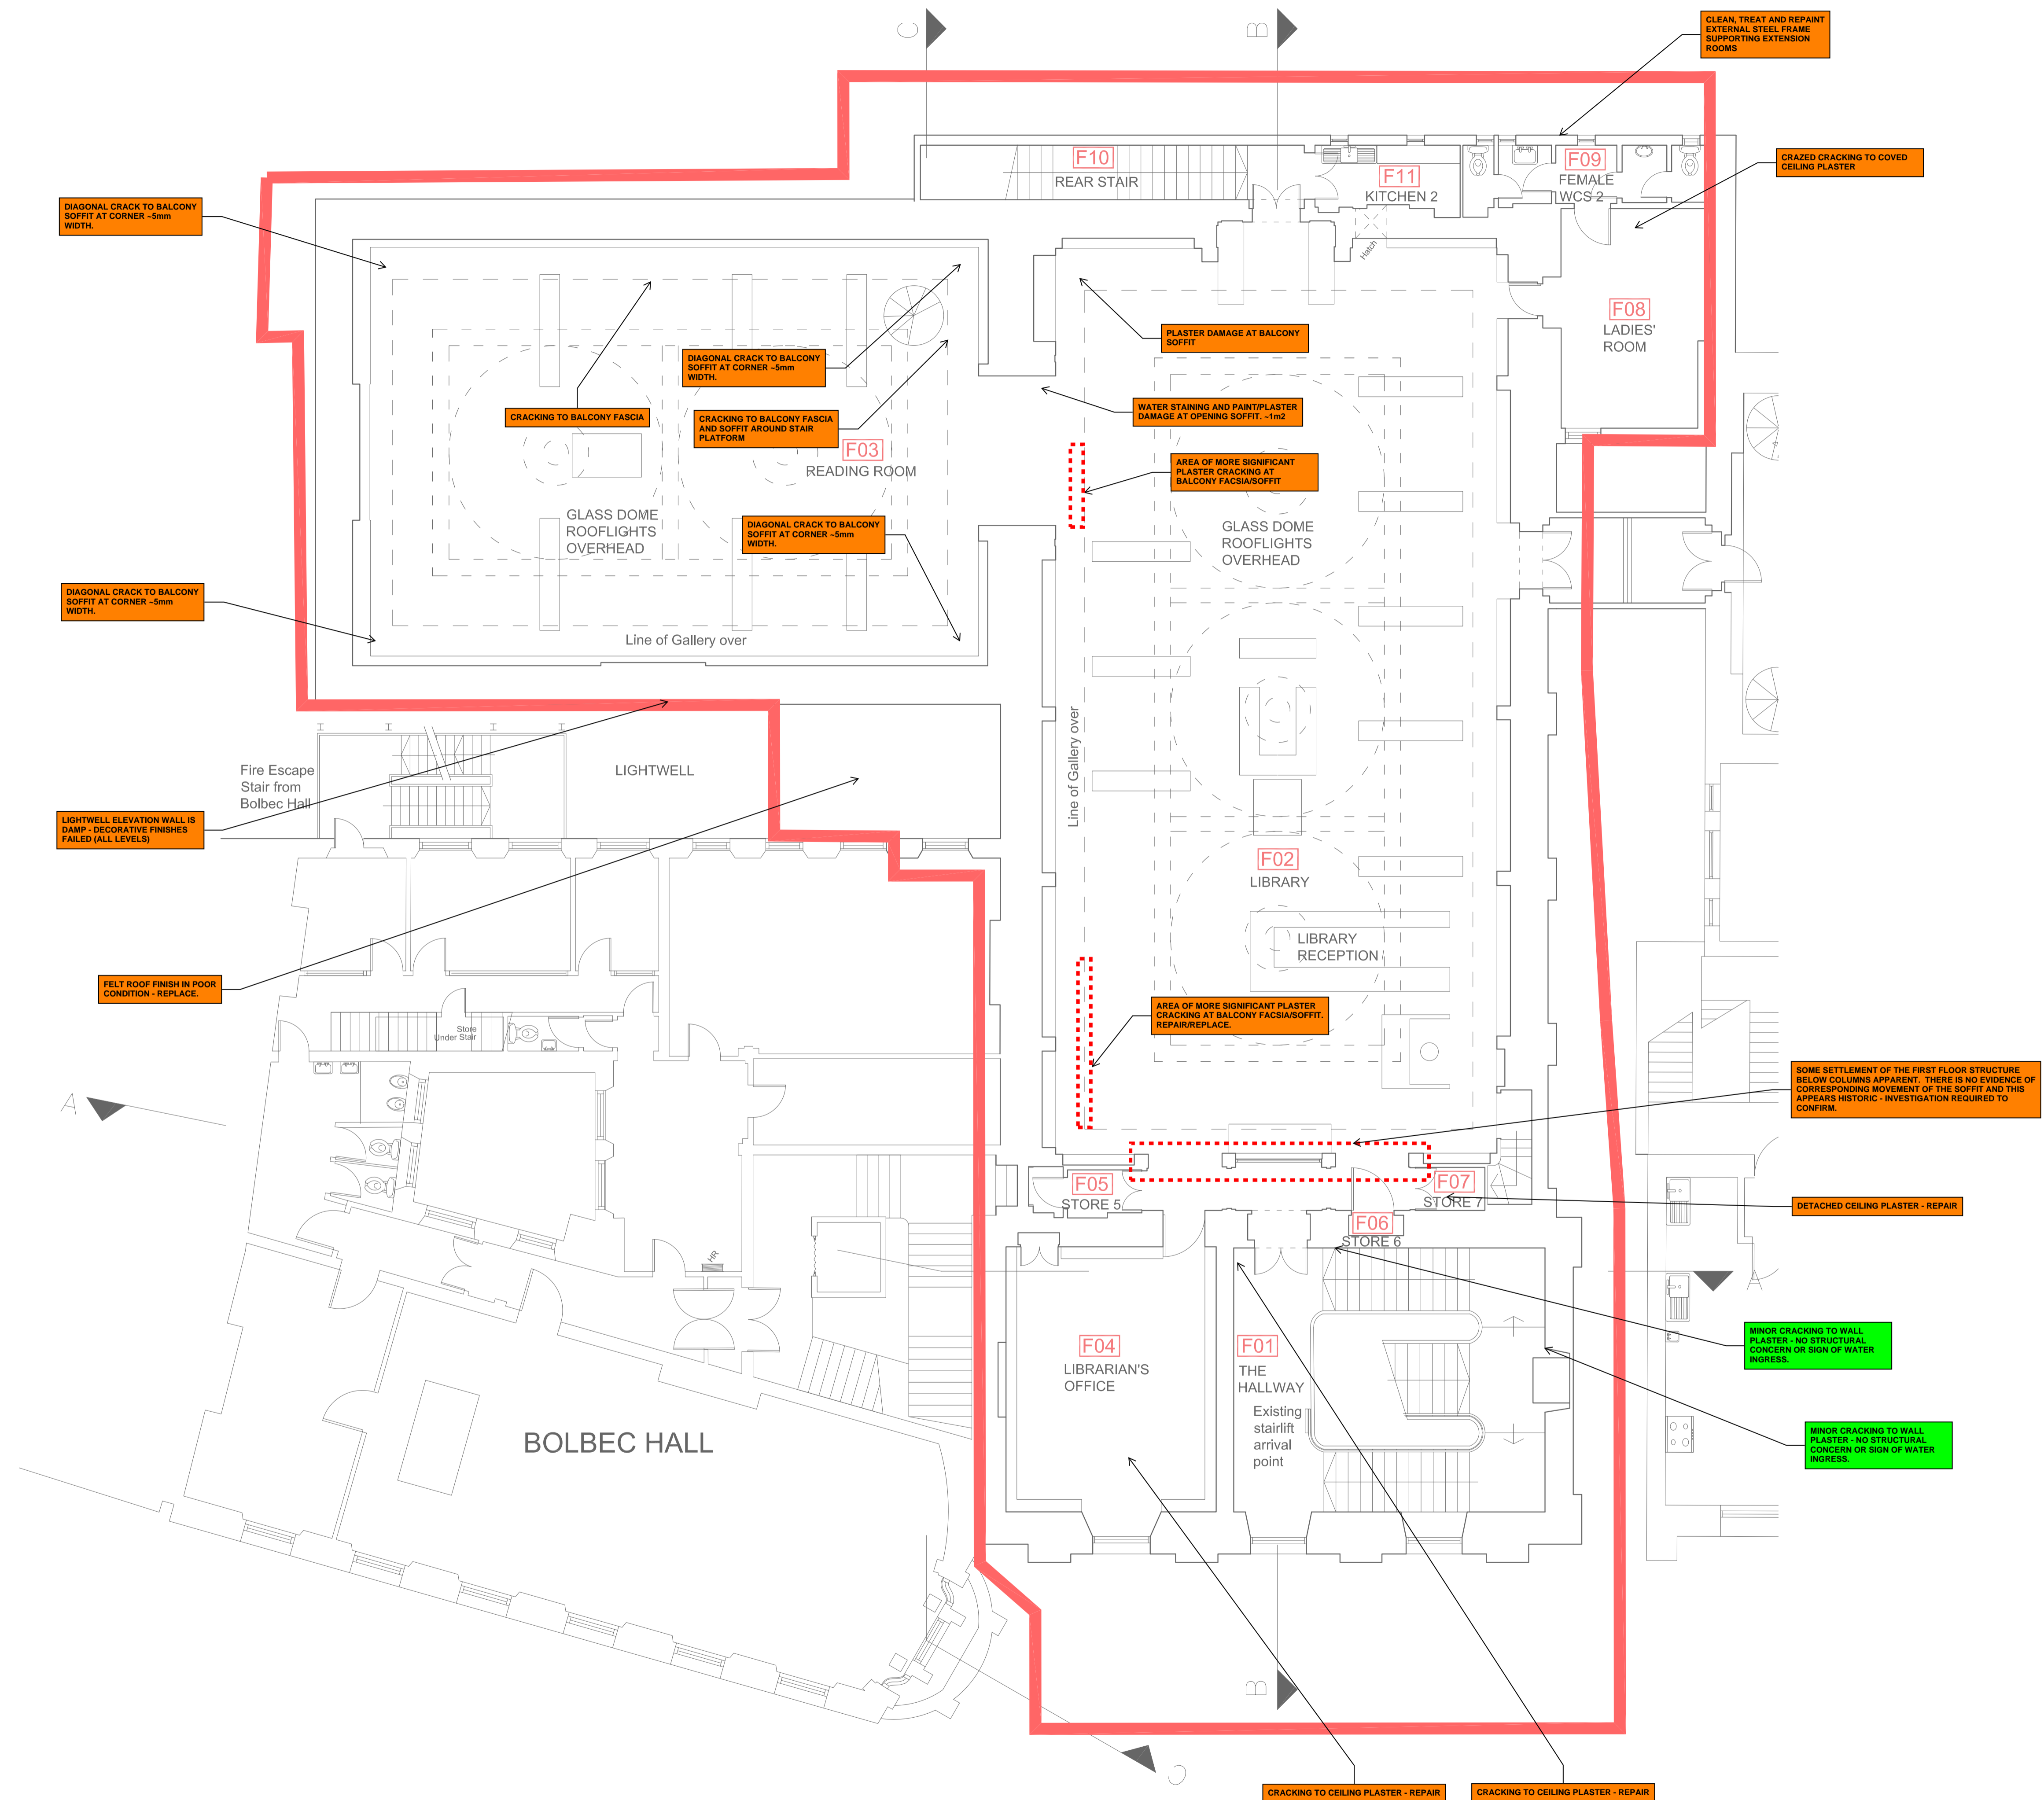 C
B
CLEAN, TREAT AND REPAINT
EXTERNAL STEEL FRAME
SUPPORTING EXTENSION
ROOMS
F10
REAR STAIR
F11
KITCHEN 2
F09
FEMALE
WCS 2
CRAZED CRACKING TO COVED
CEILING PLASTER
DIAGONAL CRACK TO BALCONY
SOFFIT AT CORNER ~5mm
WIDTH.
Hatch
F08
LADIES'
ROOM
PLASTER DAMAGE AT BALCONY
SOFFIT
DIAGONAL CRACK TO BALCONY
SOFFIT AT CORNER ~5mm
WIDTH.
CRACKING TO BALCONY FASCIA
CRACKING TO BALCONY FASCIA
AND SOFFIT AROUND STAIR
PLATFORM
WATER STAINING AND PAINT/PLASTER
DAMAGE AT OPENING SOFFIT. ~1m2
F03
READING ROOM
AREA OF MORE SIGNIFICANT
PLASTER CRACKING AT
BALCONY FACSIA/SOFFIT
GLASS DOME
ROOFLIGHTS
OVERHEAD
DIAGONAL CRACK TO BALCONY
SOFFIT AT CORNER ~5mm
WIDTH.
GLASS DOME
ROOFLIGHTS
OVERHEAD
DIAGONAL CRACK TO BALCONY
SOFFIT AT CORNER ~5mm
WIDTH.
Line of Gallery over
Line of Gallery over
Fire Escape
Stair from
Bolbec Hall
LIGHTWELL
LIGHTWELL ELEVATION WALL IS
DAMP - DECORATIVE FINISHES
FAILED (ALL LEVELS)
F02
LIBRARY
LIBRARY
RECEPTION
FELT ROOF FINISH IN POOR
CONDITION - REPLACE.
Store
Under Stair
AREA OF MORE SIGNIFICANT PLASTER
CRACKING AT BALCONY FACSIA/SOFFIT.
REPAIR/REPLACE.
SOME SETTLEMENT OF THE FIRST FLOOR STRUCTURE
BELOW COLUMNS APPARENT. THERE IS NO EVIDENCE OF
CORRESPONDING MOVEMENT OF THE SOFFIT AND THIS
APPEARS HISTORIC - INVESTIGATION REQUIRED TO
CONFIRM.
A
F05
STORE 5
F07
STORE 7
DETACHED CEILING PLASTER - REPAIR
F06
STORE 6
HR
A
F04
LIBRARIAN'S
OFFICE
F01
THE
HALLWAY
Existing
stairlift
arrival
point
MINOR CRACKING TO WALL
PLASTER - NO STRUCTURAL
CONCERN OR SIGN OF WATER
INGRESS.
MINOR CRACKING TO WALL
PLASTER - NO STRUCTURAL
CONCERN OR SIGN OF WATER
INGRESS.
BOLBEC HALL
B
C
CRACKING TO CEILING PLASTER - REPAIR
CRACKING TO CEILING PLASTER - REPAIR